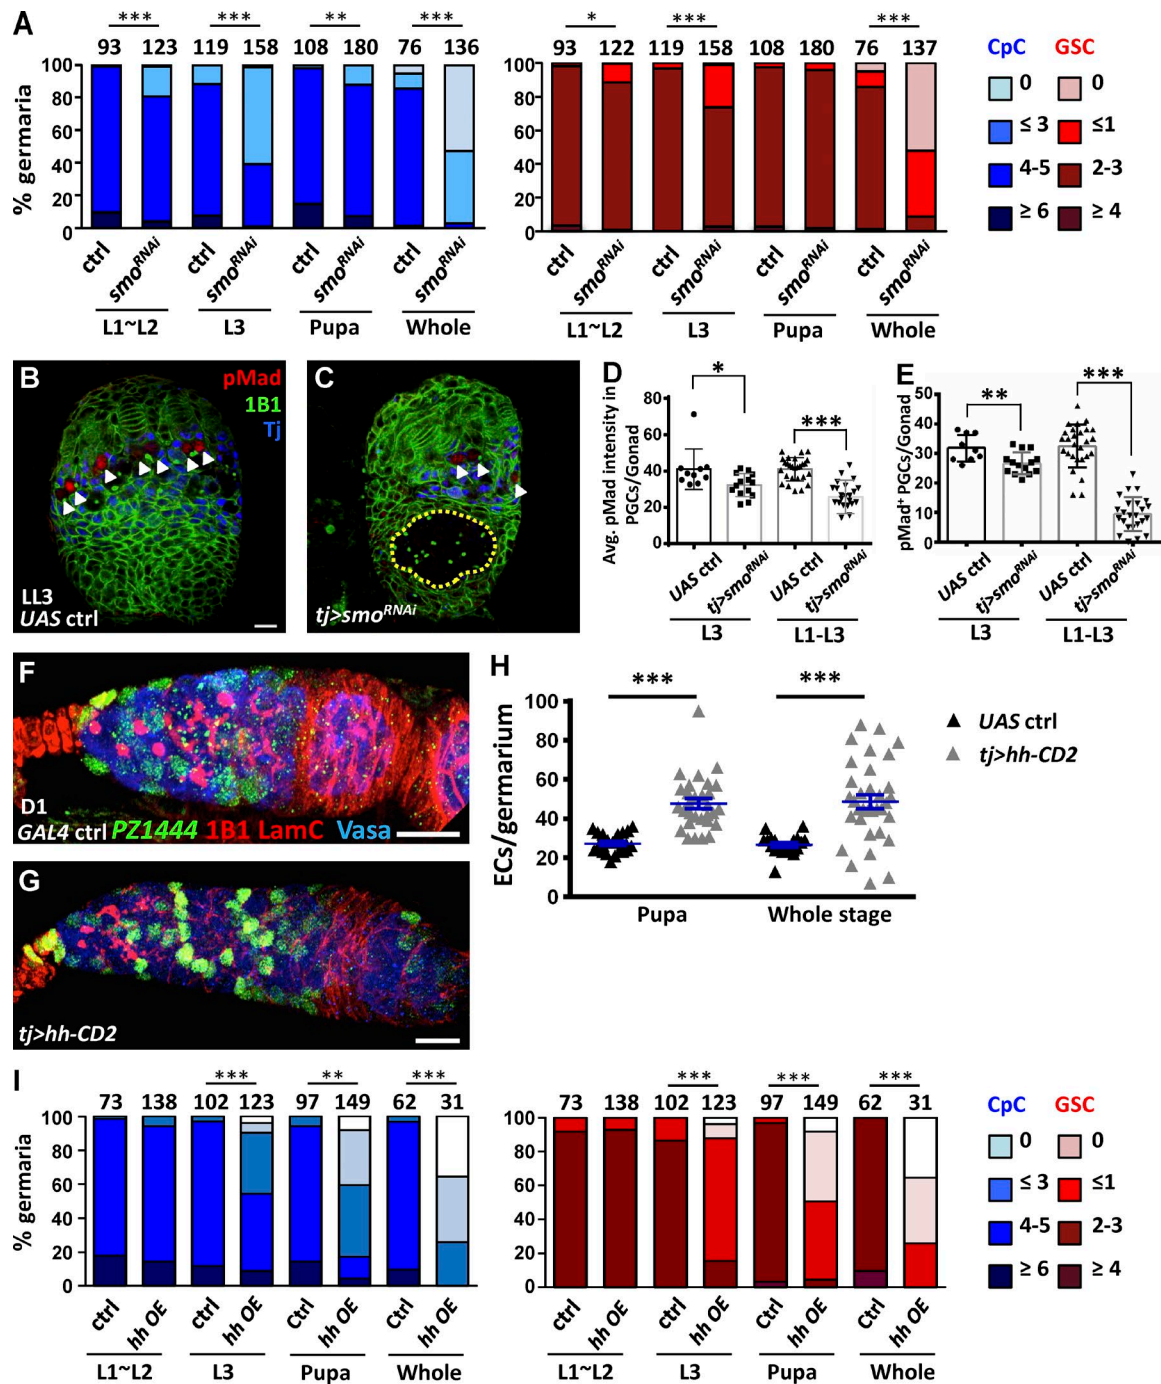 A
*** *** ** ***
93 123 119 158 108 180 76 136
% germaria
100
80
60
40
20
0
ctrl smoRNAi ctrl smoRNAi ctrl smoRNAi ctrl smoRNAi
L1~L2 L3 Pupa Whole
* *** ***
93 122 119 158 108 180 76 137
100
80
60
40
20
0
ctrl smoRNAi ctrl smoRNAi ctrl smoRNAi ctrl smoRNAi
L1~L2 L3 Pupa Whole
CpC GSC
0 0
≤ 3 ≤1
4-5 2-3
≥ 6 ≥ 4
B
pMad
1B1
Tj
LL3
UAS ctrl
C
tj>smoRNAi
D
* ***
Avg. pMad intensity in
PGCs/Gonad
80
60
40
20
0
UAS ctrl tj>smoRNAi UAS ctrl tj>smoRNAi
L3 L1-L3
E
** ***
pMad+ PGCs/Gonad
50
40
30
20
10
0
UAS ctrl tj>smoRNAi UAS ctrl tj>smoRNAi
L3 L1-L3
F
D1
GAL4 ctrl PZ1444 1B1 LamC Vasa
G
tj>hh-CD2
H
*** ***
ECs/germarium
100
80
60
40
20
0
Pupa Whole stage
UAS ctrl
tj>hh-CD2
I
*** ** ***
73 138 102 123 97 149 62 31
% germaria
100
80
60
40
20
0
ctrl hh OE Ctrl hh OE Ctrl hh OE Ctrl hh OE
L1~L2 L3 Pupa Whole
*** *** ***
73 138 102 123 97 149 62 31
100
80
60
40
20
0
Ctrl hh OE Ctrl hh OE Ctrl hh OE Ctrl hh OE
L1~L2 L3 Pupa Whole
CpC GSC
0 0
≤ 3 ≤1
4-5 2-3
≥ 6 ≥ 4